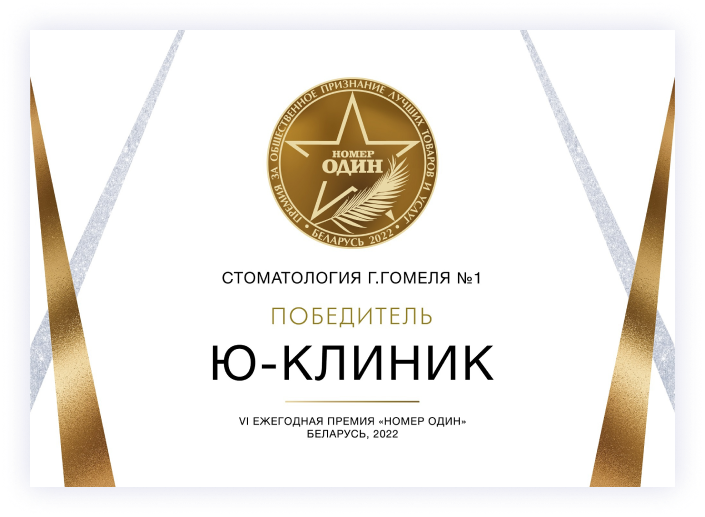 ПРЕМИЯ ЗА ОБЩЕСТВЕННОЕ ПРИЗНАНИЕ ЛУЧШИХ ТОВАРОВ И УСЛУГ
НОМЕР
ОДИН
• БЕЛАРУСЬ 2022 •
СТОМАТОЛОГИЯ Г.ГОМЕЛЯ №1
ПОБЕДИТЕЛЬ
Ю-КЛИНИК
VI ЕЖЕГОДНАЯ ПРЕМИЯ «НОМЕР ОДИН»
БЕЛАРУСЬ, 2022